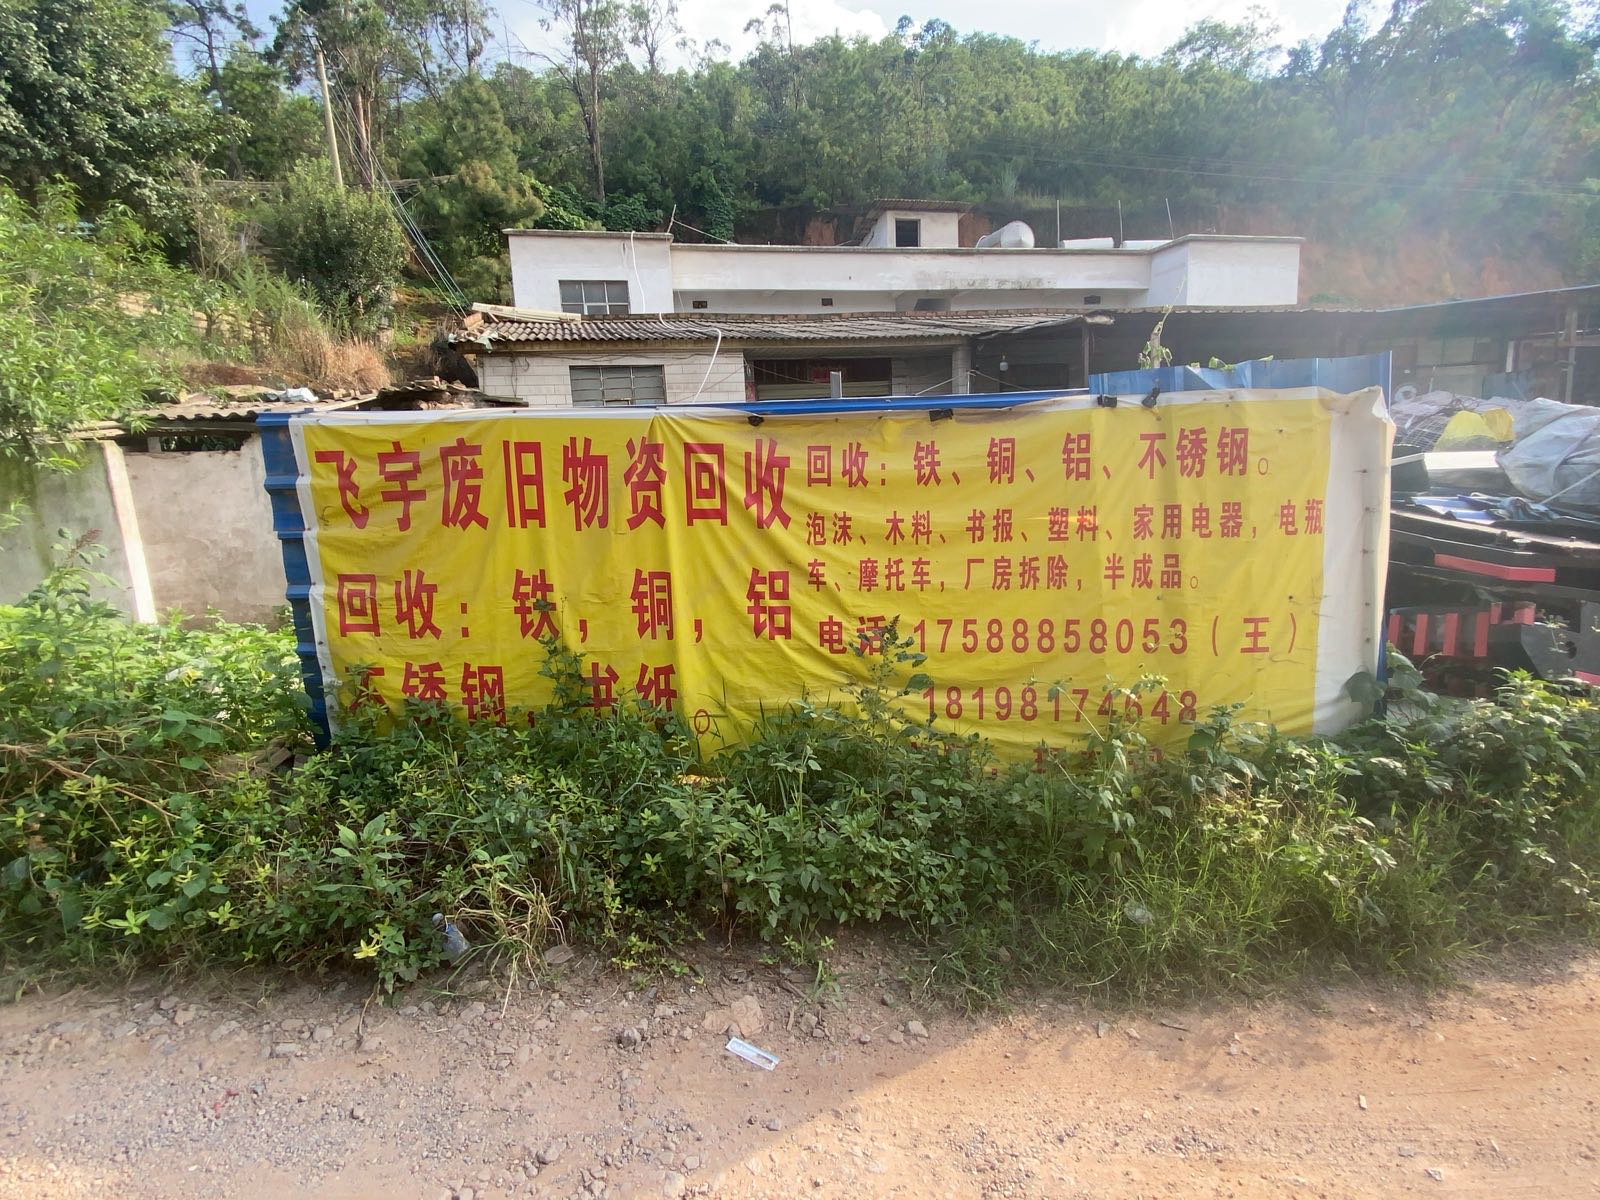 飞宇废旧物资回收
回收：铁，铜，铝
不锈钢，书纸。
回收：铁、铜、铝、不锈钢。
泡沫、木料、书报、塑料、家用电器，电瓶
车、摩托车，厂房拆除，半成品。
电话 17588858053（王）
18198174648